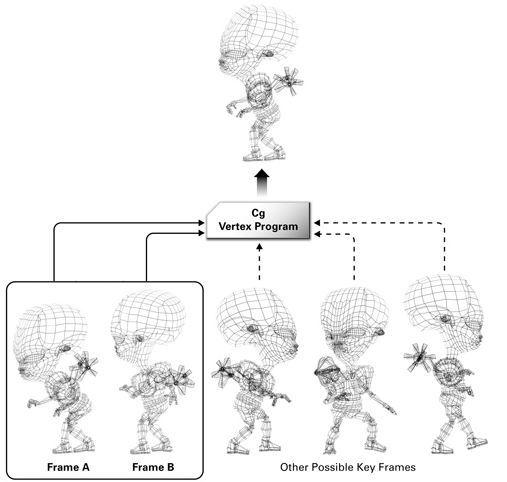 Cg
Vertex Program
Frame A
Frame B
Other Possible Key Frames